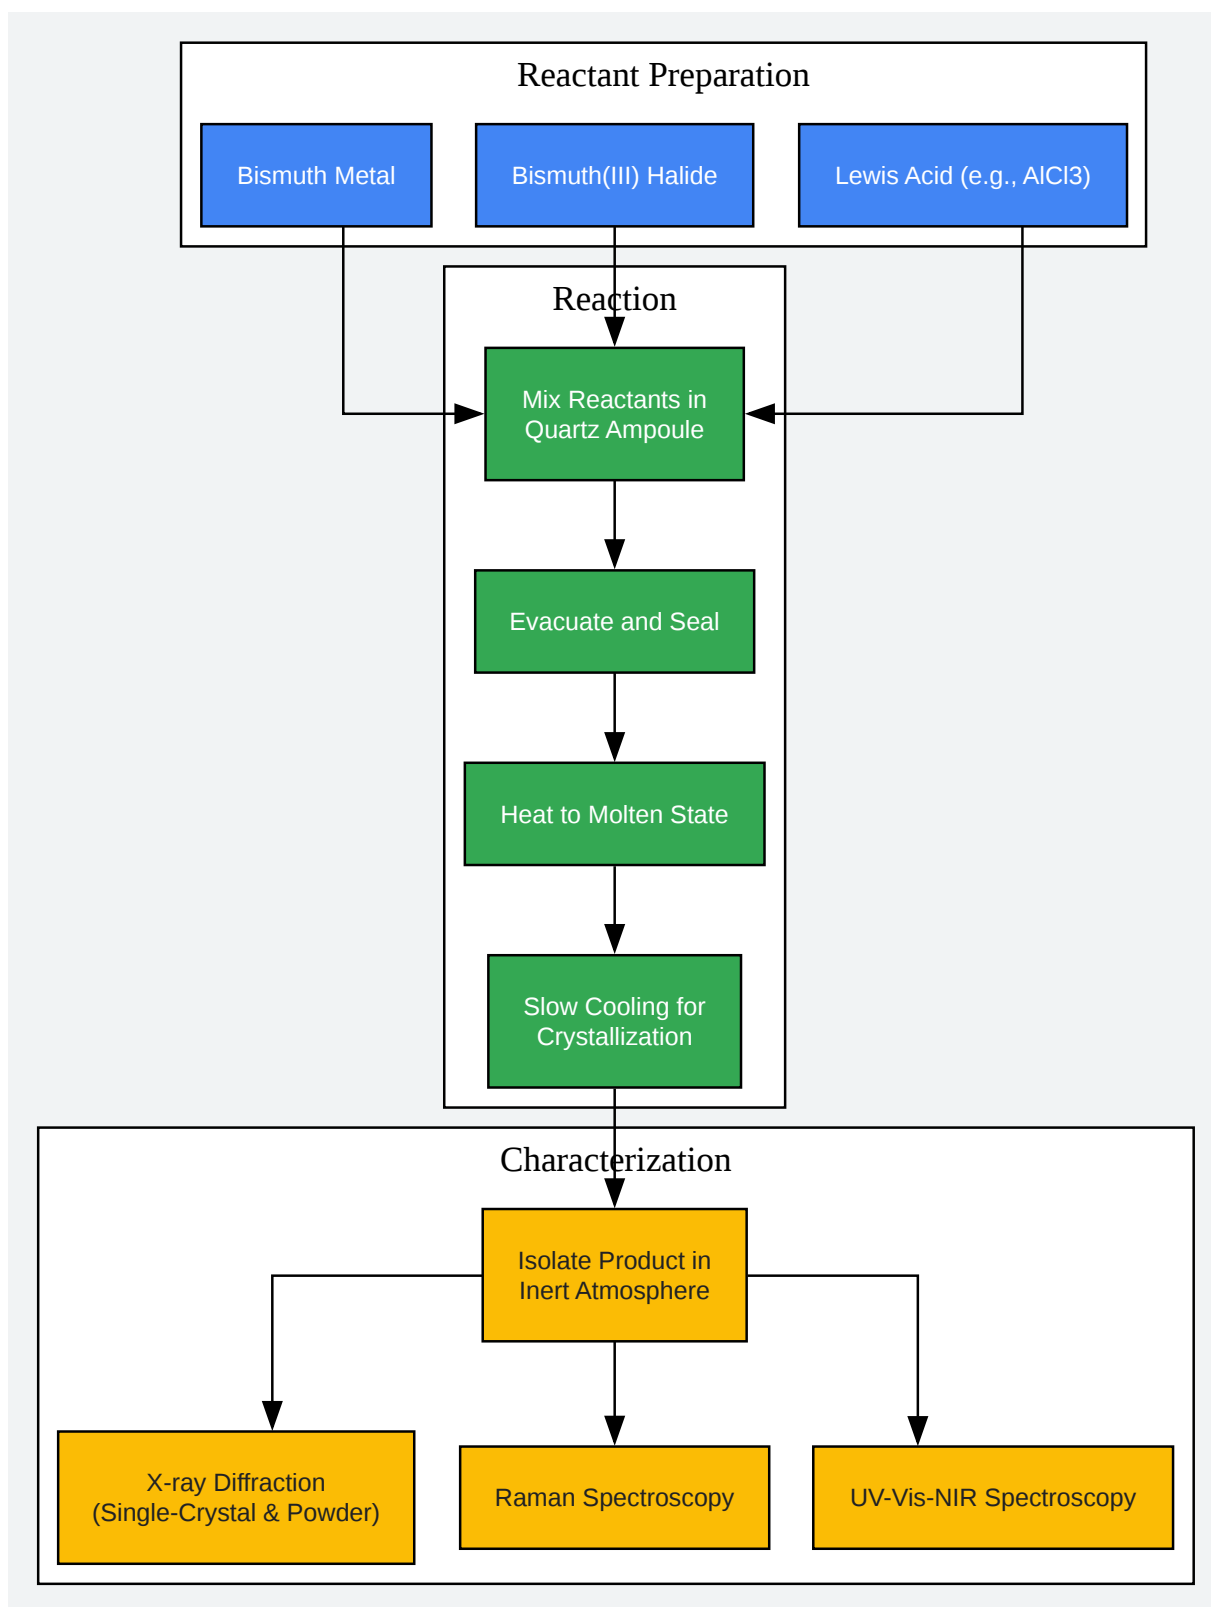 Reactant Preparation
Bismuth Metal
Bismuth(III) Halide
Lewis Acid (e.g., AlCl3)
Reaction
Mix Reactants in
Quartz Ampoule
Evacuate and Seal
Heat to Molten State
Slow Cooling for
Crystallization
Characterization
Isolate Product in
Inert Atmosphere
X-ray Diffraction
(Single-Crystal & Powder)
Raman Spectroscopy
UV-Vis-NIR Spectroscopy